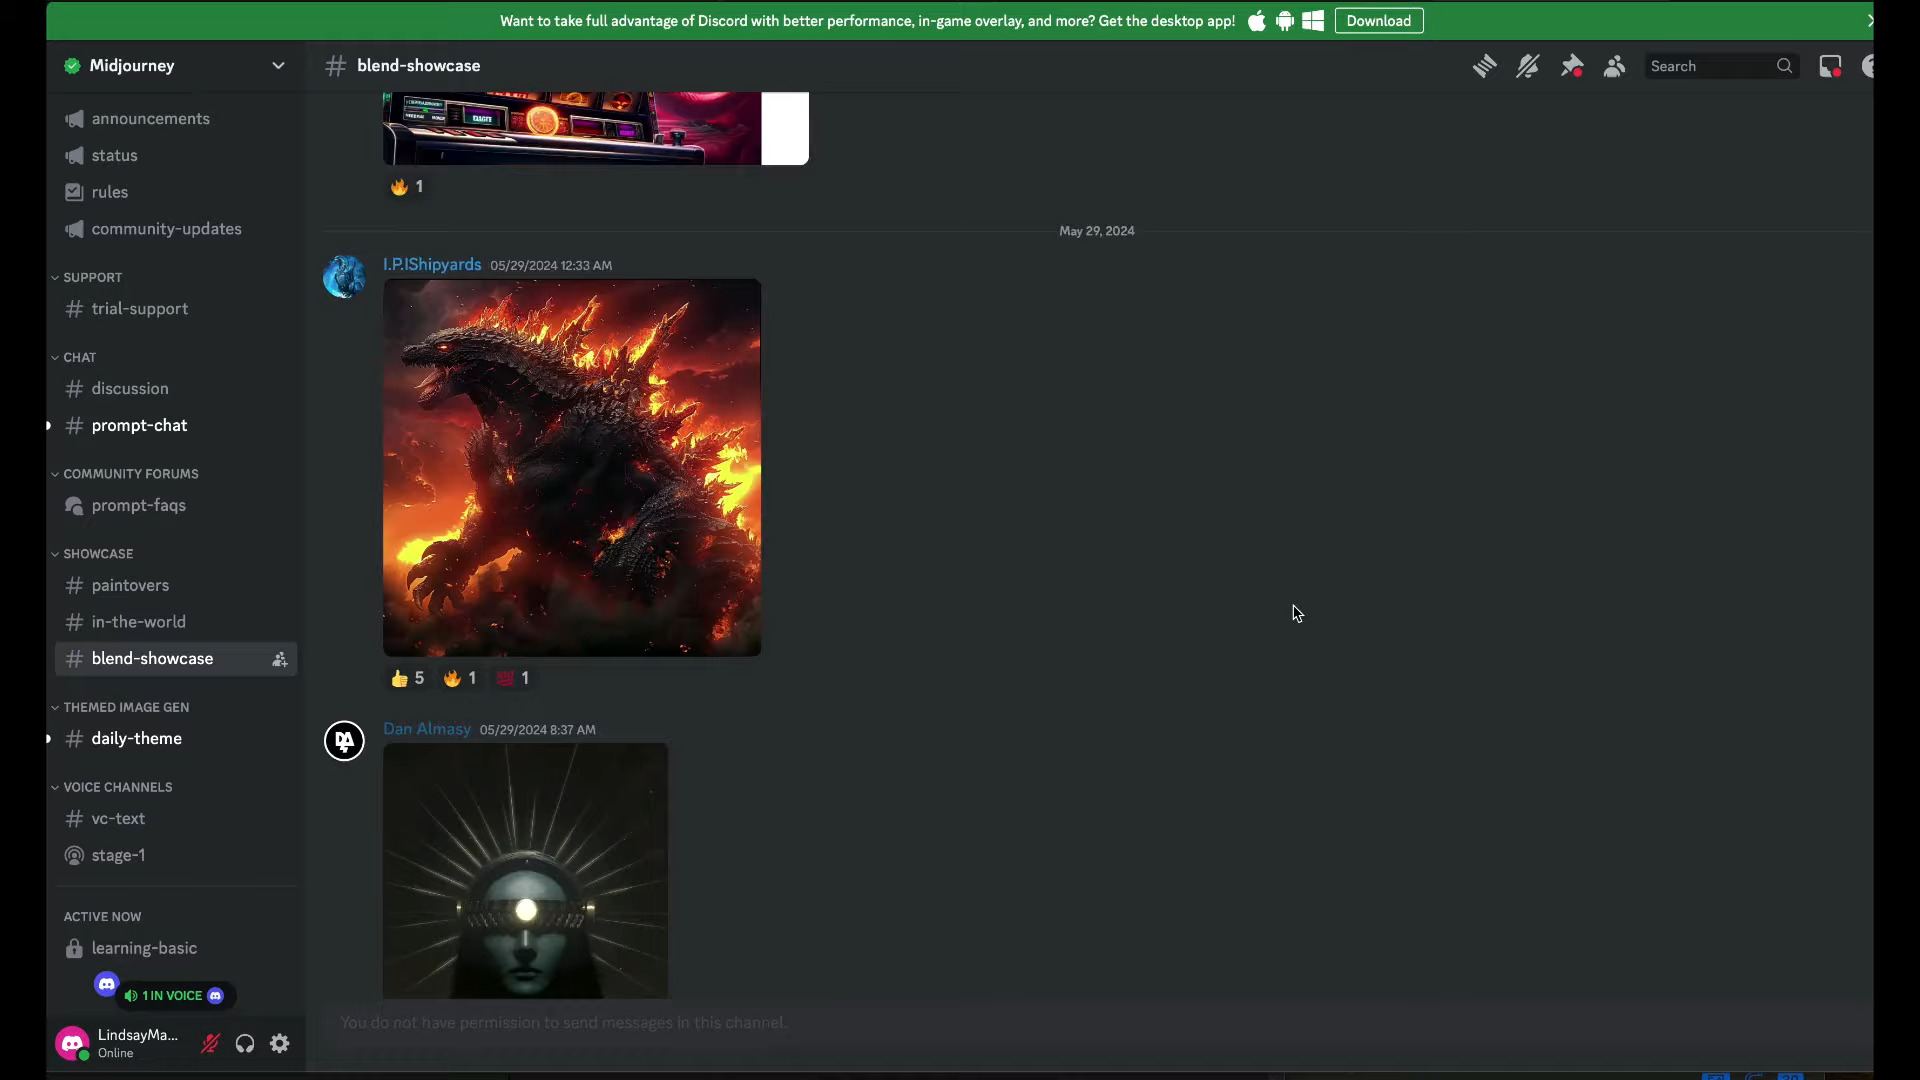 Want to take full advantage of Discord with better performance, in-game overlay, and more? Get the desktop app!
Download
Midjourney
blend-showcase
Search
announcements
status
rules
community-updates
SUPPORT
trial-support
CHAT
discussion
prompt-chat
COMMUNITY FORUMS
prompt-faqs
SHOWCASE
paintovers
in-the-world
blend-showcase
THEMED IMAGE GEN
daily-theme
VOICE CHANNELS
vc-text
stage-1
ACTIVE NOW
learning-basic
1 IN VOICE
LindsayMa...
Online
1
May 29, 2024
I.P.IShipyards 05/29/2024 12:33 AM
5 1 1
Dan Almasy 05/29/2024 8:37 AM
You do not have permission to send messages in this channel.